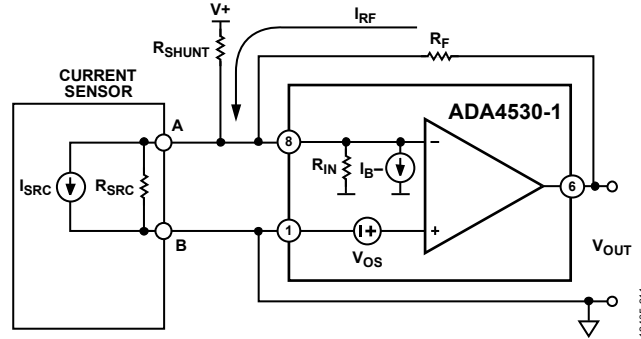 V+
I_RF
R_SHUNT
R_F
CURRENT
SENSOR
A
ADA4530-1
8
−
I_SRC
R_SRC
R_IN
I_B−
6
B
1
+
V_OS
V_OUT